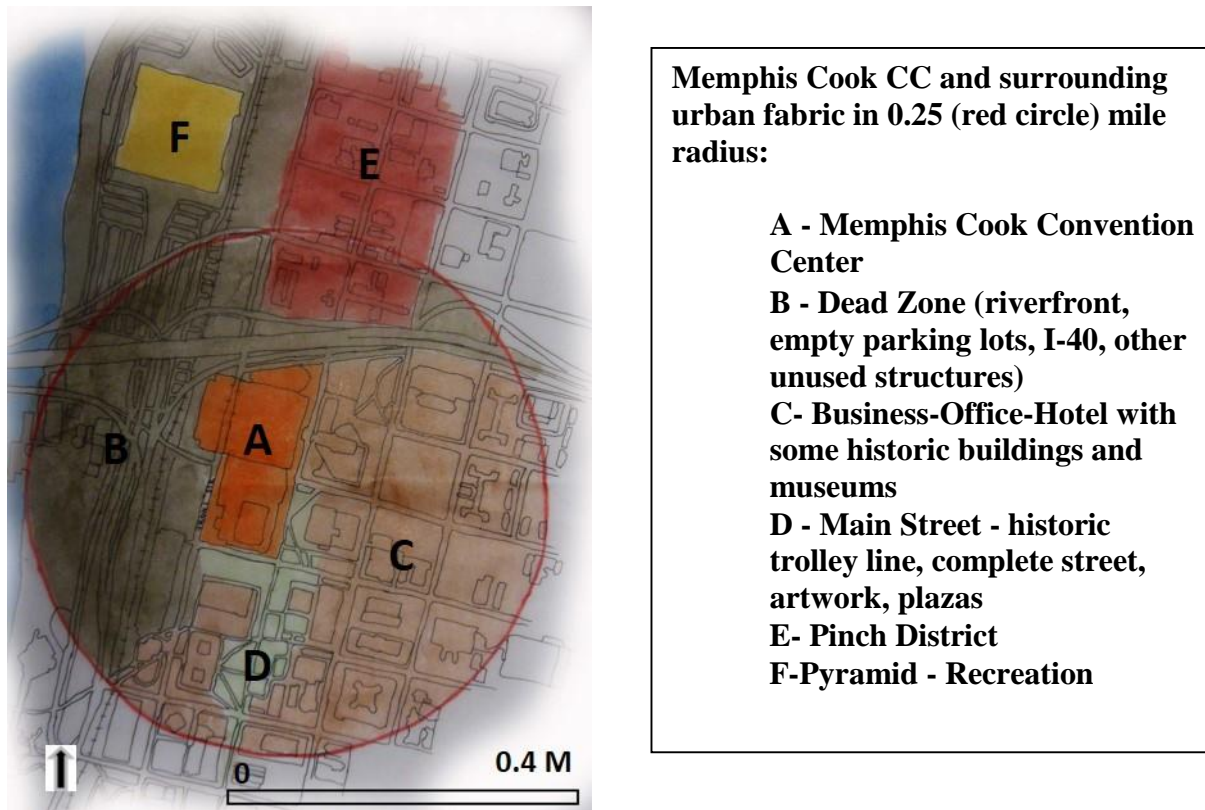 F
E
A
B
C
D
0
0.4 M
Memphis Cook CC and surrounding
urban fabric in 0.25 (red circle) mile
radius:
A - Memphis Cook Convention
Center
B - Dead Zone (riverfront,
empty parking lots, I-40, other
unused structures)
C- Business-Office-Hotel with
some historic buildings and
museums
D - Main Street - historic
trolley line, complete street,
artwork, plazas
E- Pinch District
F-Pyramid - Recreation